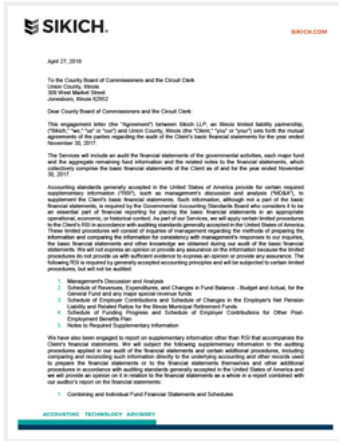 SIKICH.
SIKICH.COM
April 27, 2018
To the County Board of Commissioners and the Circuit Clerk
Union County, Illinois
309 West Market Street
Jonesboro, Illinois 62952
Dear County Board of Commissioners and the Circuit Clerk:
This engagement letter (the "Agreement") between Sikich LLP, an Illinois limited liability partnership,
("Sikich," "we," "us" or "our") and Union County, Illinois (the "Client," "you" or "your") sets forth the mutual
agreements of the parties regarding the audit of the Client's basic financial statements for the year ended
November 30, 2017.
The Services will include an audit the financial statements of the governmental activities, each major fund
and the aggregate remaining fund information and the related notes to the financial statements, which
collectively comprise the basic financial statements of the Client as of and for the year ended November
30, 2017.
Accounting standards generally accepted in the United States of America provide for certain required
supplementary information ("RSI"), such as management's discussion and analysis ("MD&A"), to
supplement the Client's basic financial statements. Such information, although not a part of the basic
financial statements, is required by the Governmental Accounting Standards Board who considers it to be
an essential part of financial reporting for placing the basic financial statements in an appropriate
operational, economic, or historical context. As part of our Services, we will apply certain limited procedures
to the Client's RSI in accordance with auditing standards generally accepted in the United States of America.
These limited procedures will consist of inquiries of management regarding the methods of preparing the
information and comparing the information for consistency with management's responses to our inquiries,
the basic financial statements and other knowledge we obtained during our audit of the basic financial
statements. We will not express an opinion or provide any assurance on the information because the limited
procedures do not provide us with sufficient evidence to express an opinion or provide any assurance. The
following RSI is required by generally accepted accounting principles and will be subjected to certain limited
procedures, but will not be audited:
1. Management's Discussion and Analysis
2. Schedule of Revenues, Expenditures, and Changes in Fund Balance - Budget and Actual, for the
General Fund and any major special revenue funds
3. Schedule of Employer Contributions and Schedule of Changes in the Employer's Net Pension
Liability and Related Ratios for the Illinois Municipal Retirement Funds
4. Schedule of Funding Progress and Schedule of Employer Contributions for Other Post-
Employment Benefits Plan
5. Notes to Required Supplementary Information
We have also been engaged to report on supplementary information other than RSI that accompanies the
Client's financial statements. We will subject the following supplementary information to the auditing
procedures applied in our audit of the financial statements and certain additional procedures, including
comparing and reconciling such information directly to the underlying accounting and other records used
to prepare the financial statements or to the financial statements themselves and other additional
procedures in accordance with auditing standards generally accepted in the United States of America and
we will provide an opinion on it in relation to the financial statements as a whole in a report combined with
our auditor's report on the financial statements:
1. Combining and Individual Fund Financial Statements and Schedules
ACCOUNTING TECHNOLOGY ADVISORY